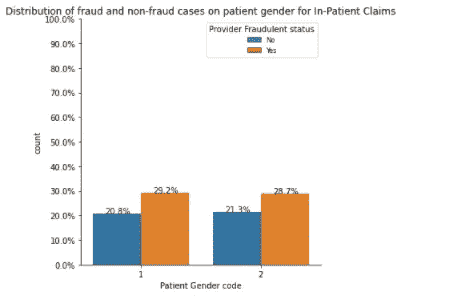 Distribution of fraud and non-fraud cases on patient gender for In-Patient Claims
100.0%
90.0%
80.0%
70.0%
60.0%
50.0%
40.0%
30.0%
20.0%
10.0%
0.0%
count
Provider Fraudulent status
No
Yes
20.8%
29.2%
21.3%
28.7%
1
2
Patient Gender code